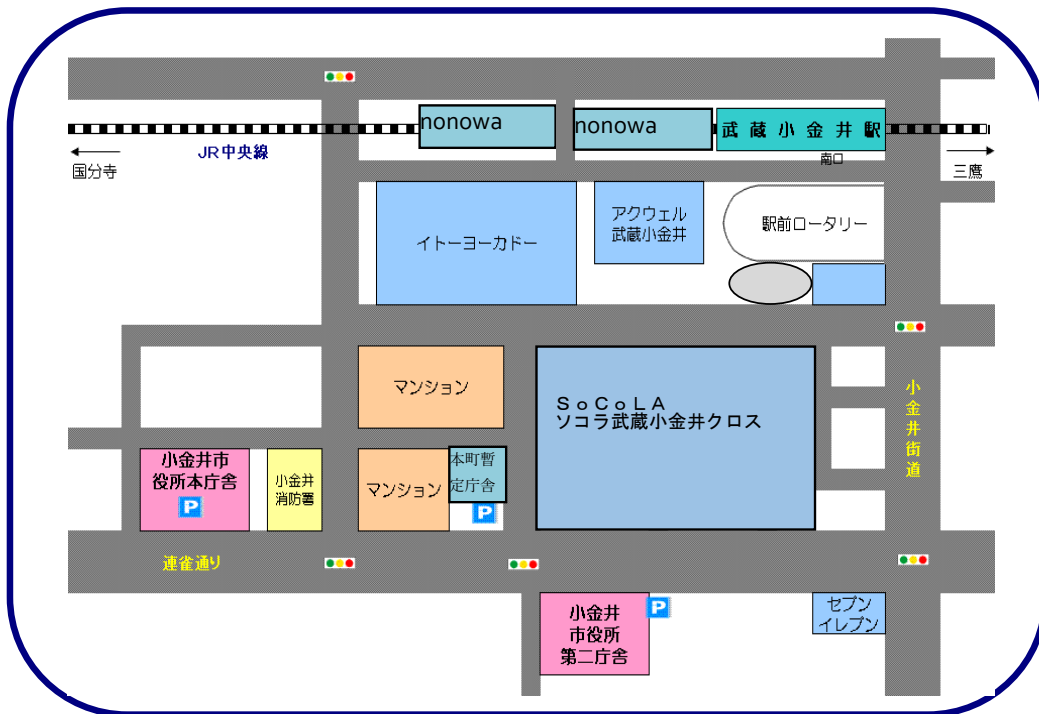 nonowa
nonowa
武蔵小金井駅
JR中央線
南口
国分寺
三鷹
アクウェル
武蔵小金井
駅前ロータリー
イトーヨーカドー
マンション
ＳｏＣｏＬＡ
ソコラ武蔵小金井クロス
小金井街道
小金井市
役所本庁舎
P
小金井
消防署
マンション
本町暫
定庁舎
P
連雀通り
小金井
市役所
第二庁舎
P
セブン
イレブン